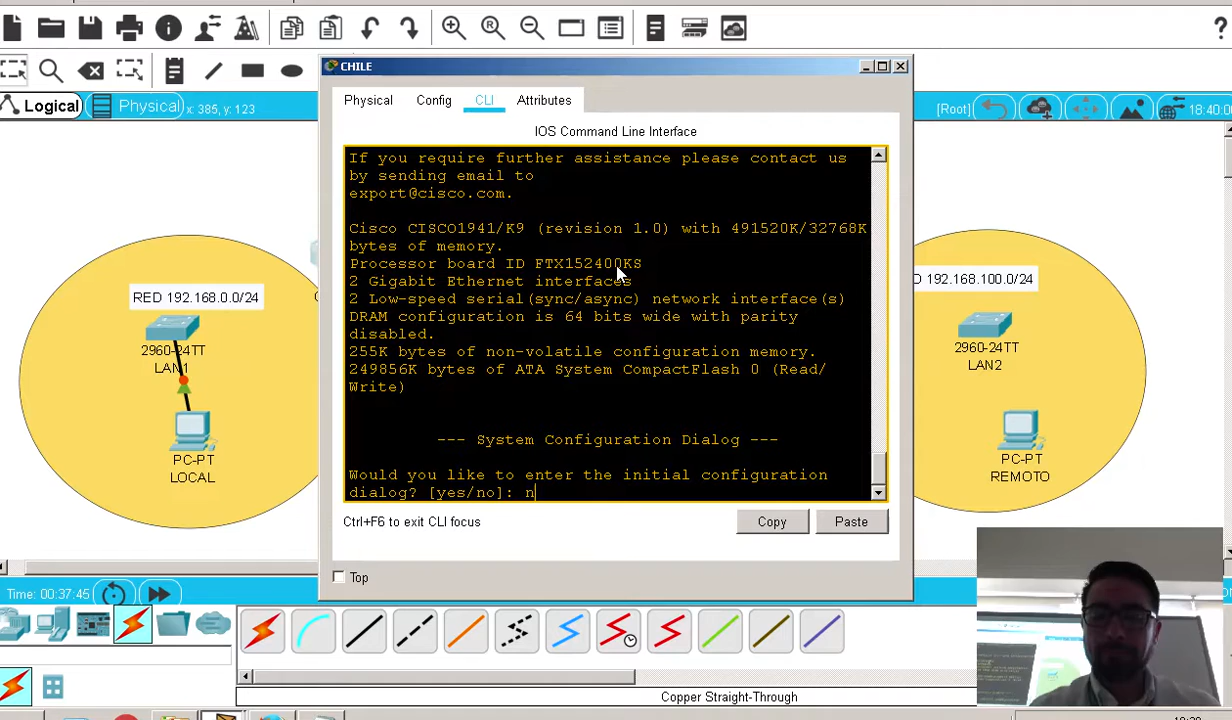 ?
CHILE
Logical
Physical
x: 385, y: 123
[Root]
18:40:0
Physical
Config
CLI
Attributes
IOS Command Line Interface
If you require further assistance please contact us
by sending email to
export@cisco.com.
Cisco CISCO1941/K9 (revision 1.0) with 491520K/32768K
bytes of memory.
Processor board ID FTX152400KS
2 Gigabit Ethernet interfaces
2 Low-speed serial(sync/async) network interface(s)
DRAM configuration is 64 bits wide with parity
disabled.
255K bytes of non-volatile configuration memory.
249856K bytes of ATA System CompactFlash 0 (Read/
Write)
--- System Configuration Dialog ---
Would you like to enter the initial configuration
dialog? [yes/no]: n
Ctrl+F6 to exit CLI focus
Copy
Paste
Top
RED 192.168.0.0/24
2960-24TT
LAN1
PC-PT
LOCAL
D 192.168.100.0/24
2960-24TT
LAN2
PC-PT
REMOTO
Time: 00:37:45
Copper Straight-Through